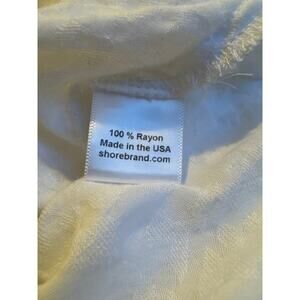 100 % Rayon
Made in the USA
shorebrand.com